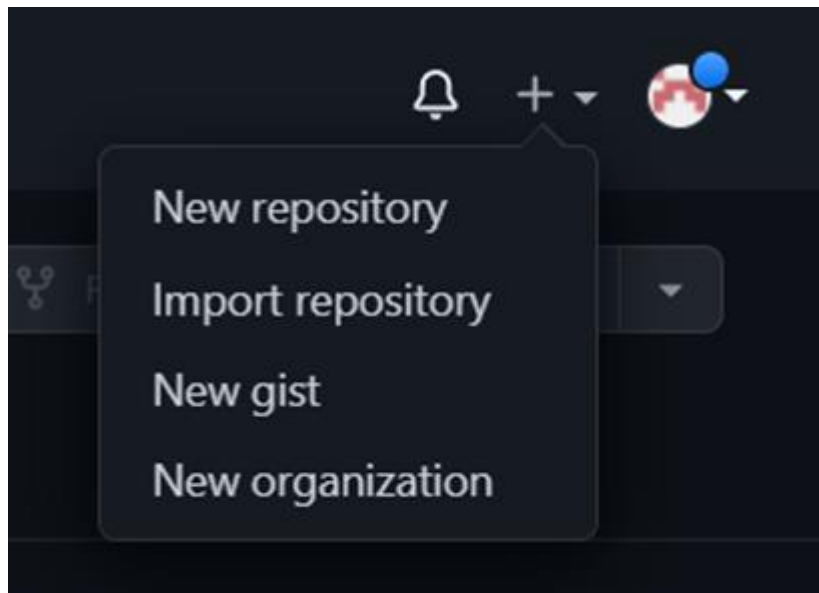 New repository
Import repository
New gist
New organization